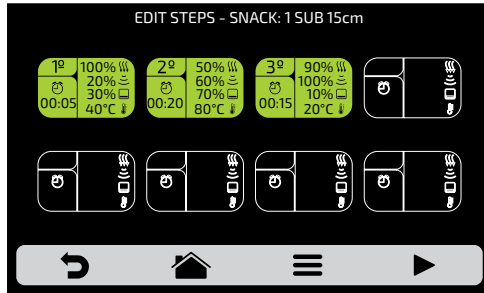 EDIT STEPS - SNACK: 1 SUB 15cm
1º 100%
20%
30%
00:05 40°C
2º 50%
60%
70%
00:20 80°C
3º 90%
100%
10%
00:15 20°C